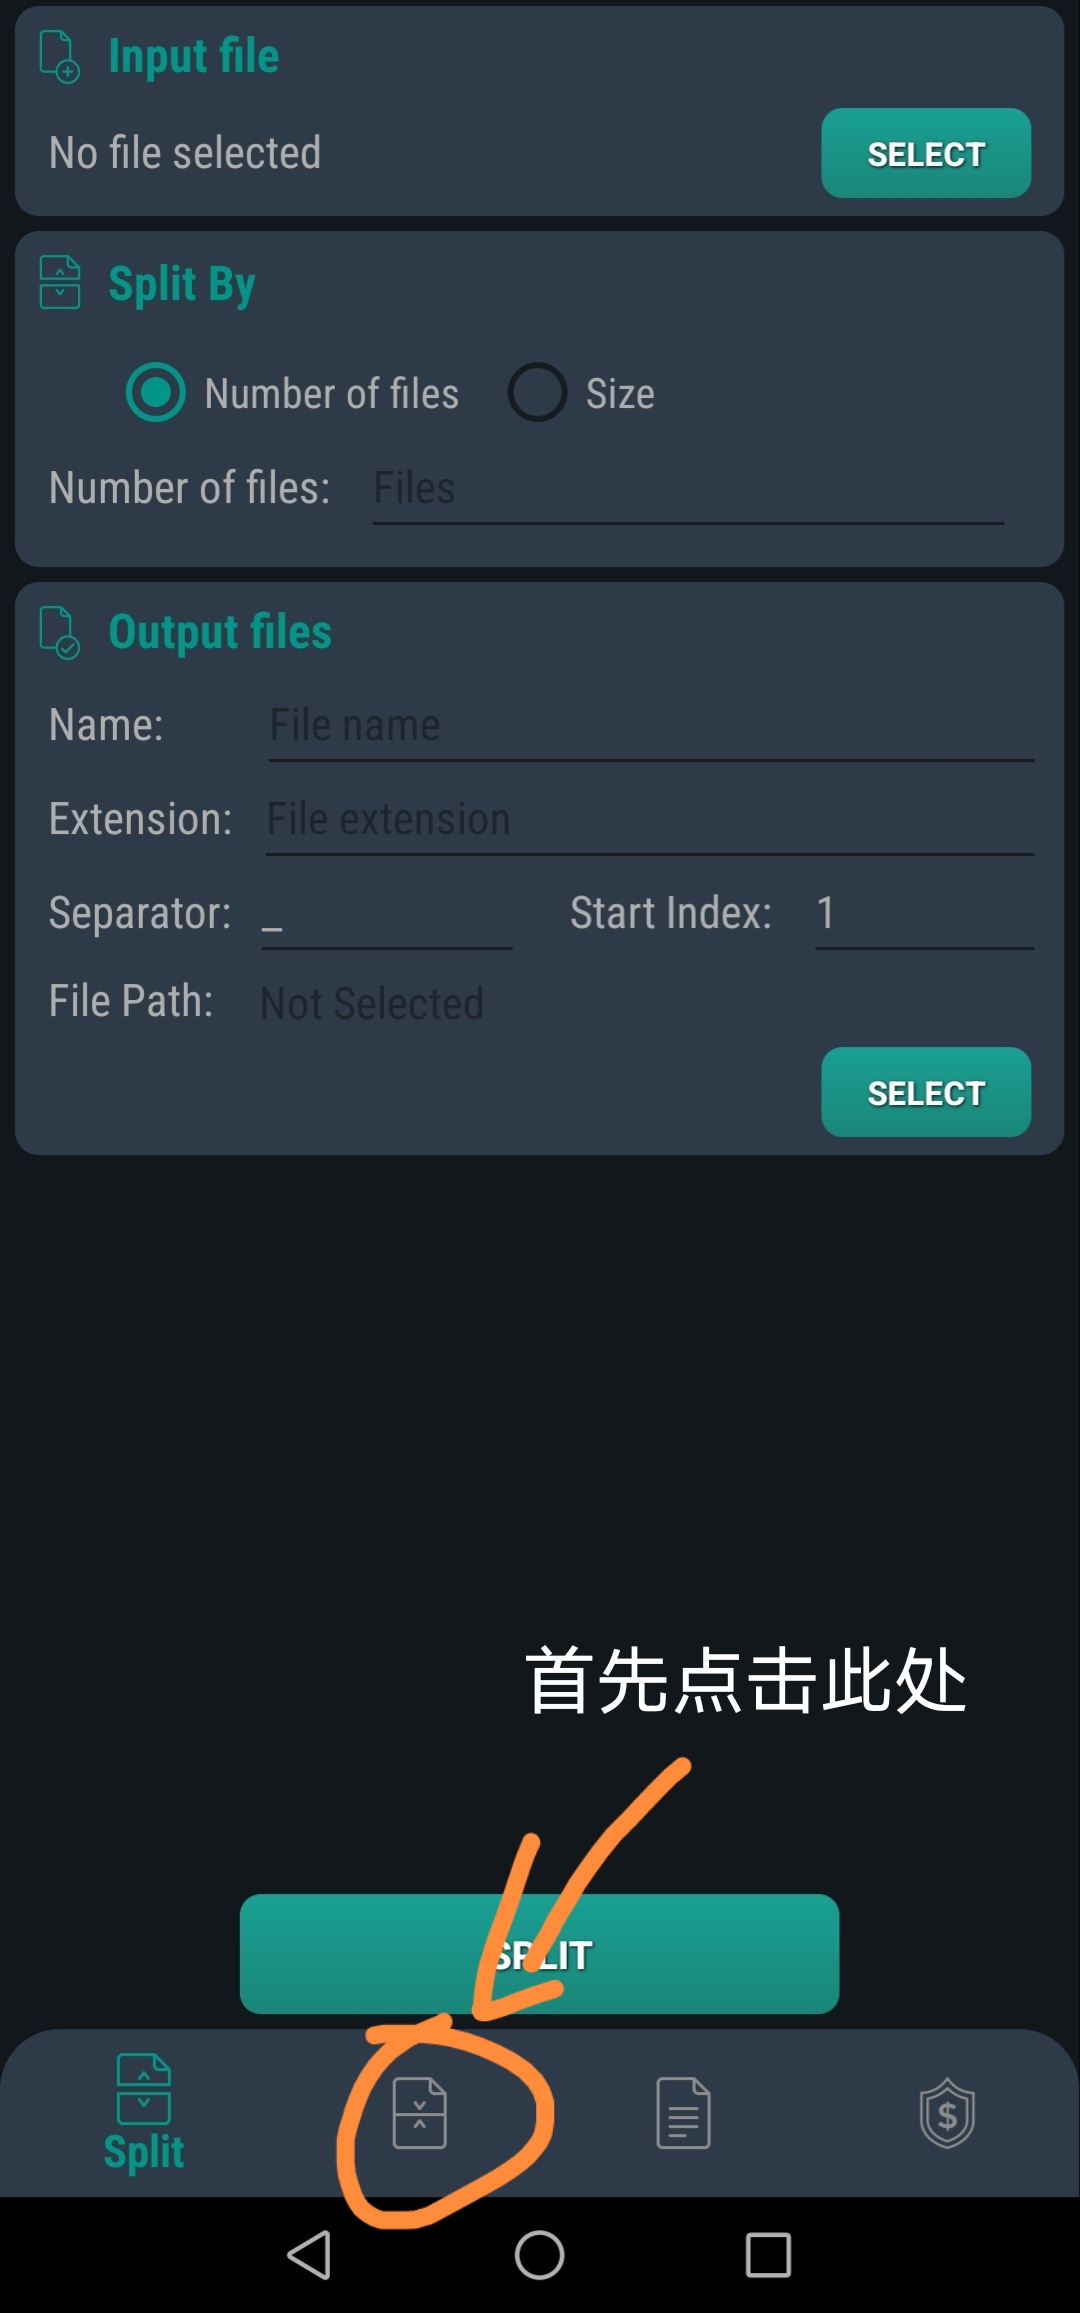 Input file
No file selected
SELECT
Split By
Number of files
Size
Number of files:
Files
Output files
Name:
File name
Extension:
File extension
Separator:
_
Start Index:
1
File Path:
Not Selected
SELECT
首先点击此处
SPLIT
Split
$